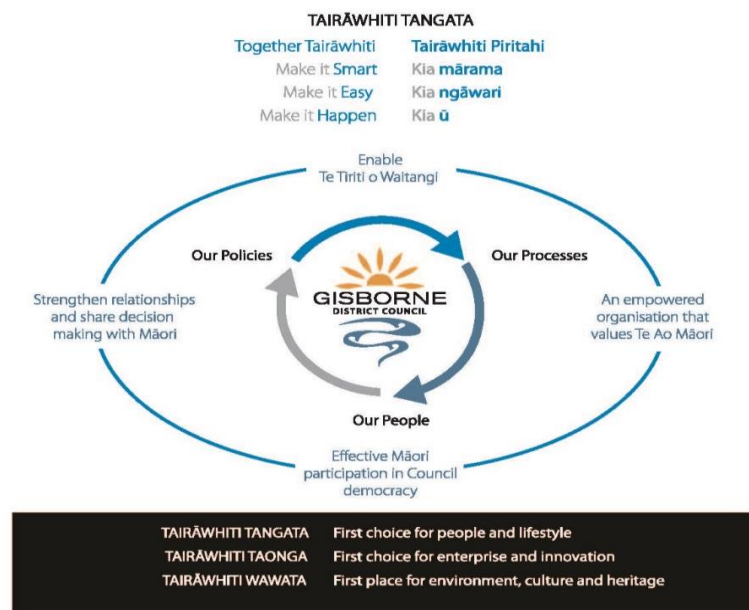 TAIRĀWHITI TANGATA
Together Tairāwhiti Tairāwhiti Piritahi
Make it Smart Kia mārama
Make it Easy Kia ngāwari
Make it Happen Kia ū
Enable
Te Tiriti o Waitangi
Our Policies
Our Processes
GISBORNE
DISTRICT COUNCIL
Strengthen relationships
and share decision
making with Māori
An empowered
organisation that
values Te Ao Māori
Our People
Effective Māori
participation in Council
democracy
TAIRĀWHITI TANGATA First choice for people and lifestyle
TAIRĀWHITI TAONGA First choice for enterprise and innovation
TAIRĀWHITI WAWATA First place for environment, culture and heritage